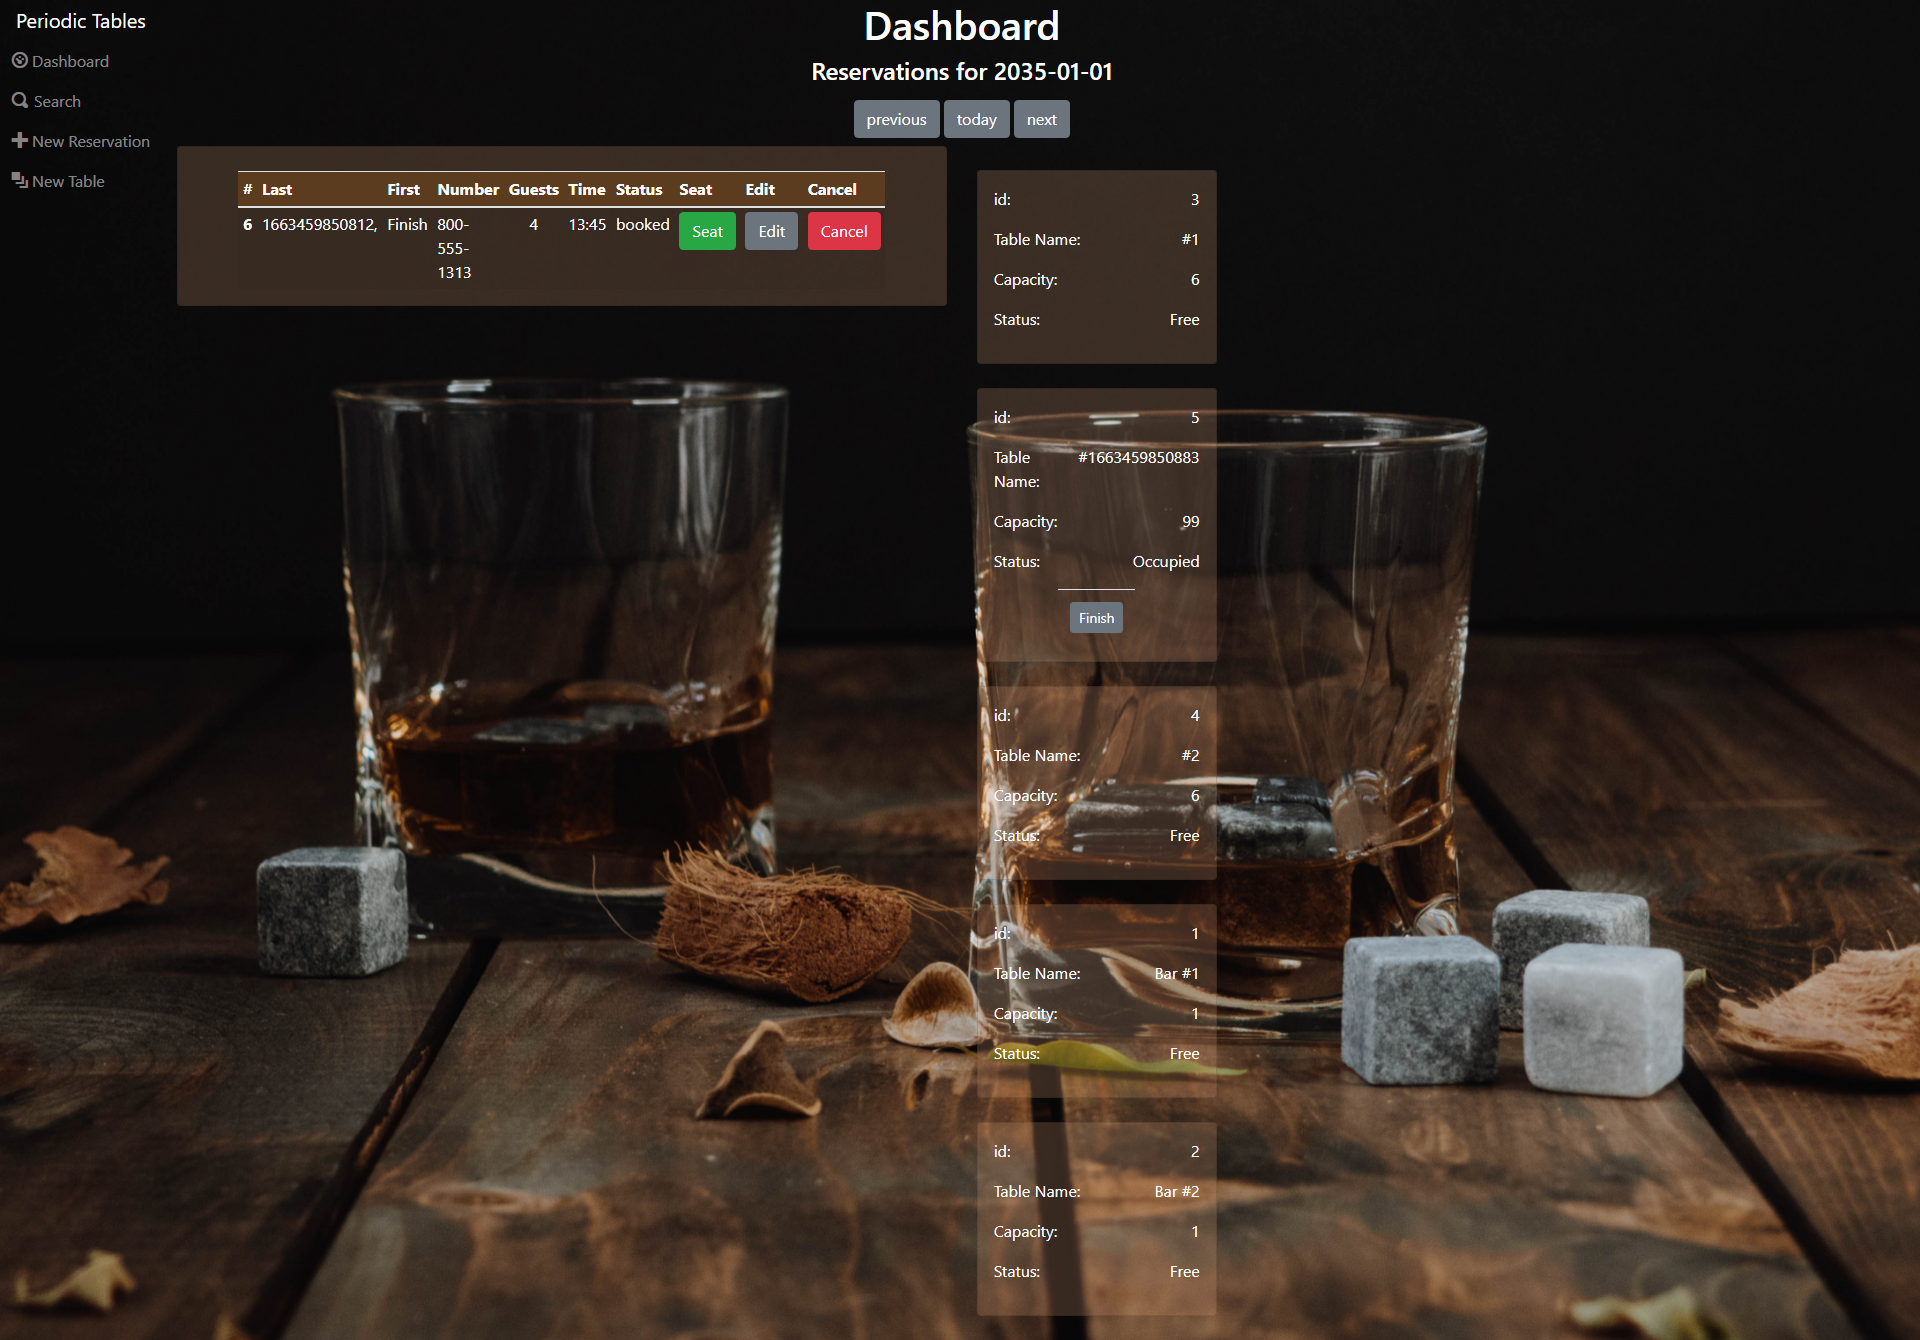 Periodic Tables
Dashboard
Search
New Reservation
New Table
Dashboard
Reservations for 2035-01-01
previous today next
# Last First Number Guests Time Status Seat Edit Cancel
6 1663459850812, Finish 800- 4 13:45 booked Seat Edit Cancel
555-
1313
id: 3
Table Name: #1
Capacity: 6
Status: Free
id: 5
Table #1663459850883
Name:
Capacity: 99
Status: Occupied
Finish
id: 4
Table Name: #2
Capacity: 6
Status: Free
id: 1
Table Name: Bar #1
Capacity: 1
Status: Free
id: 2
Table Name: Bar #2
Capacity: 1
Status: Free